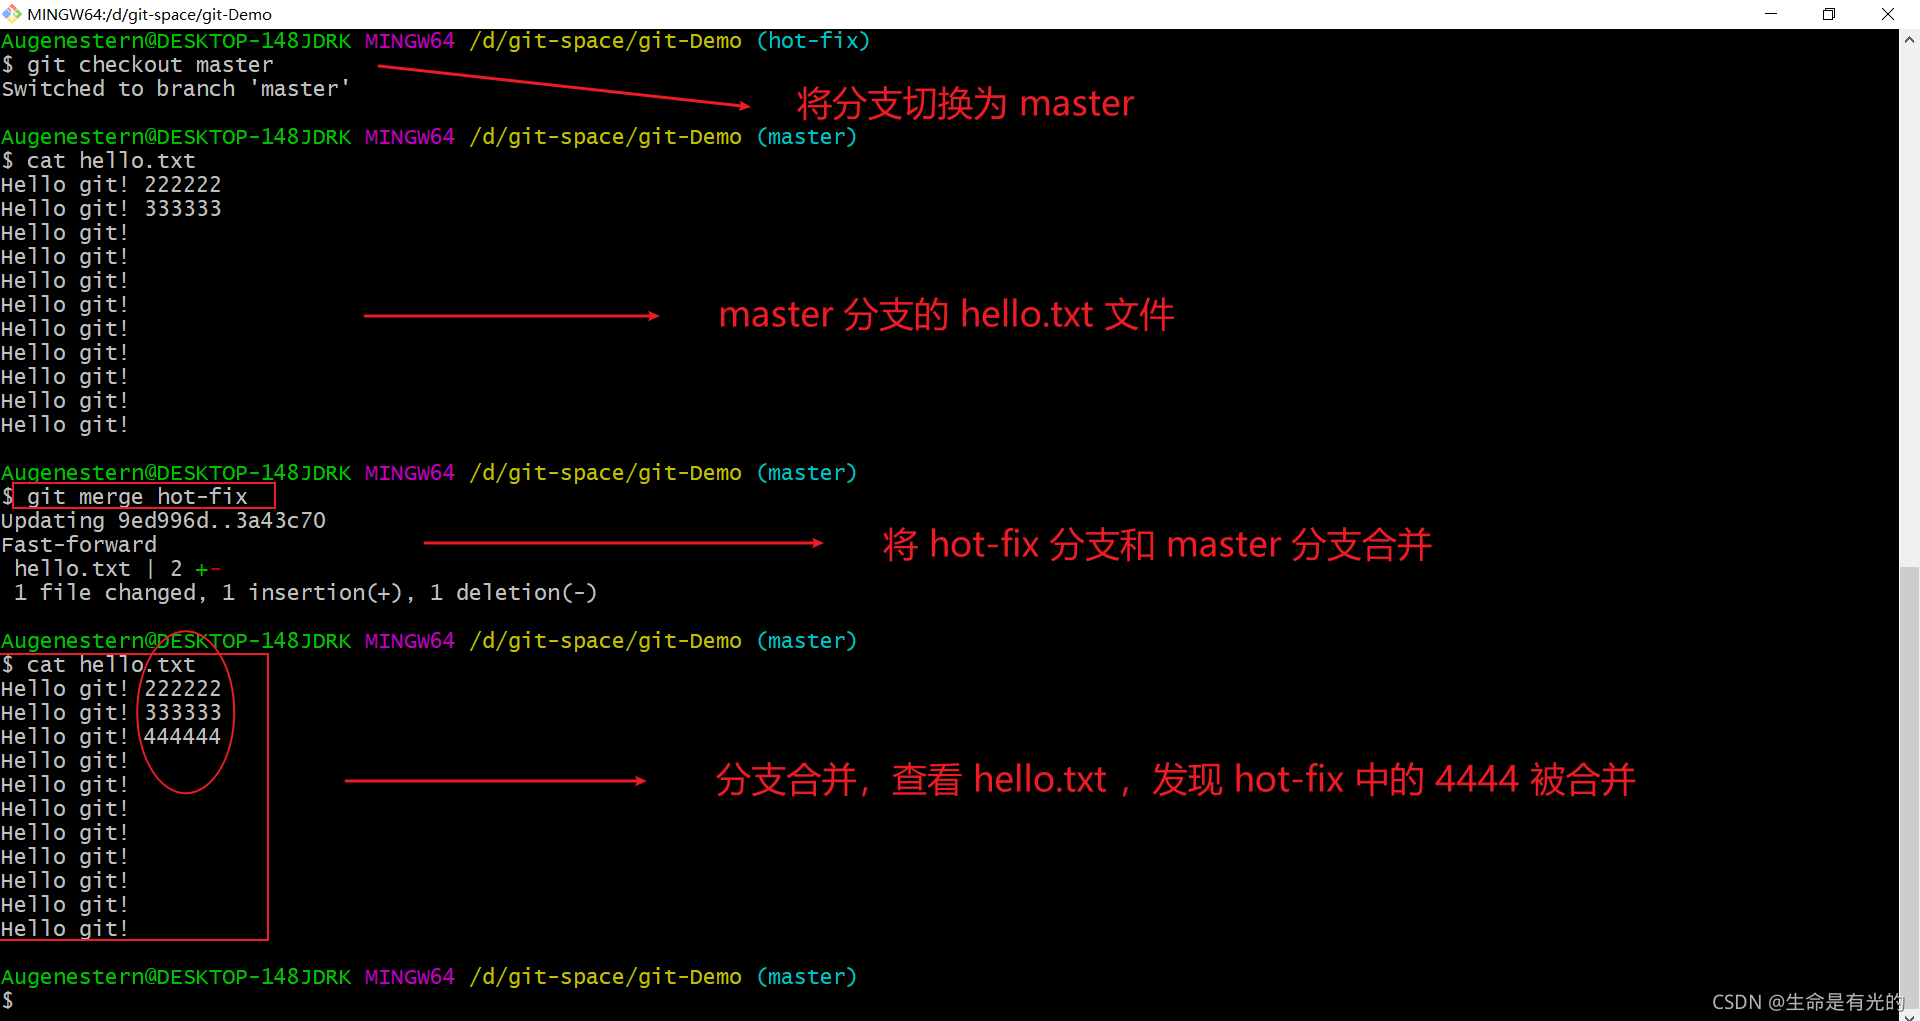 MINGW64:/d/git-space/git-Demo
Augenestern@DESKTOP-148JDRK MINGW64 /d/git-space/git-Demo (hot-fix)
$ git checkout master
Switched to branch 'master'
将分支切换为 master
Augenestern@DESKTOP-148JDRK MINGW64 /d/git-space/git-Demo (master)
$ cat hello.txt
Hello git! 222222
Hello git! 333333
Hello git!
Hello git!
Hello git!
Hello git!
master 分支的 hello.txt 文件
Hello git!
Hello git!
Hello git!
Hello git!
Hello git!
Augenestern@DESKTOP-148JDRK MINGW64 /d/git-space/git-Demo (master)
$ git merge hot-fix
Updating 9ed996d..3a43c70
Fast-forward
将 hot-fix 分支和 master 分支合并
hello.txt | 2 +-
1 file changed, 1 insertion(+), 1 deletion(-)
Augenestern@DESKTOP-148JDRK MINGW64 /d/git-space/git-Demo (master)
$ cat hello.txt
Hello git! 222222
Hello git! 333333
Hello git! 444444
Hello git!
Hello git!
分支合并，查看 hello.txt ，发现 hot-fix 中的 4444 被合并
Hello git!
Hello git!
Hello git!
Hello git!
Hello git!
Hello git!
Augenestern@DESKTOP-148JDRK MINGW64 /d/git-space/git-Demo (master)
$
CSDN @生命是有光的